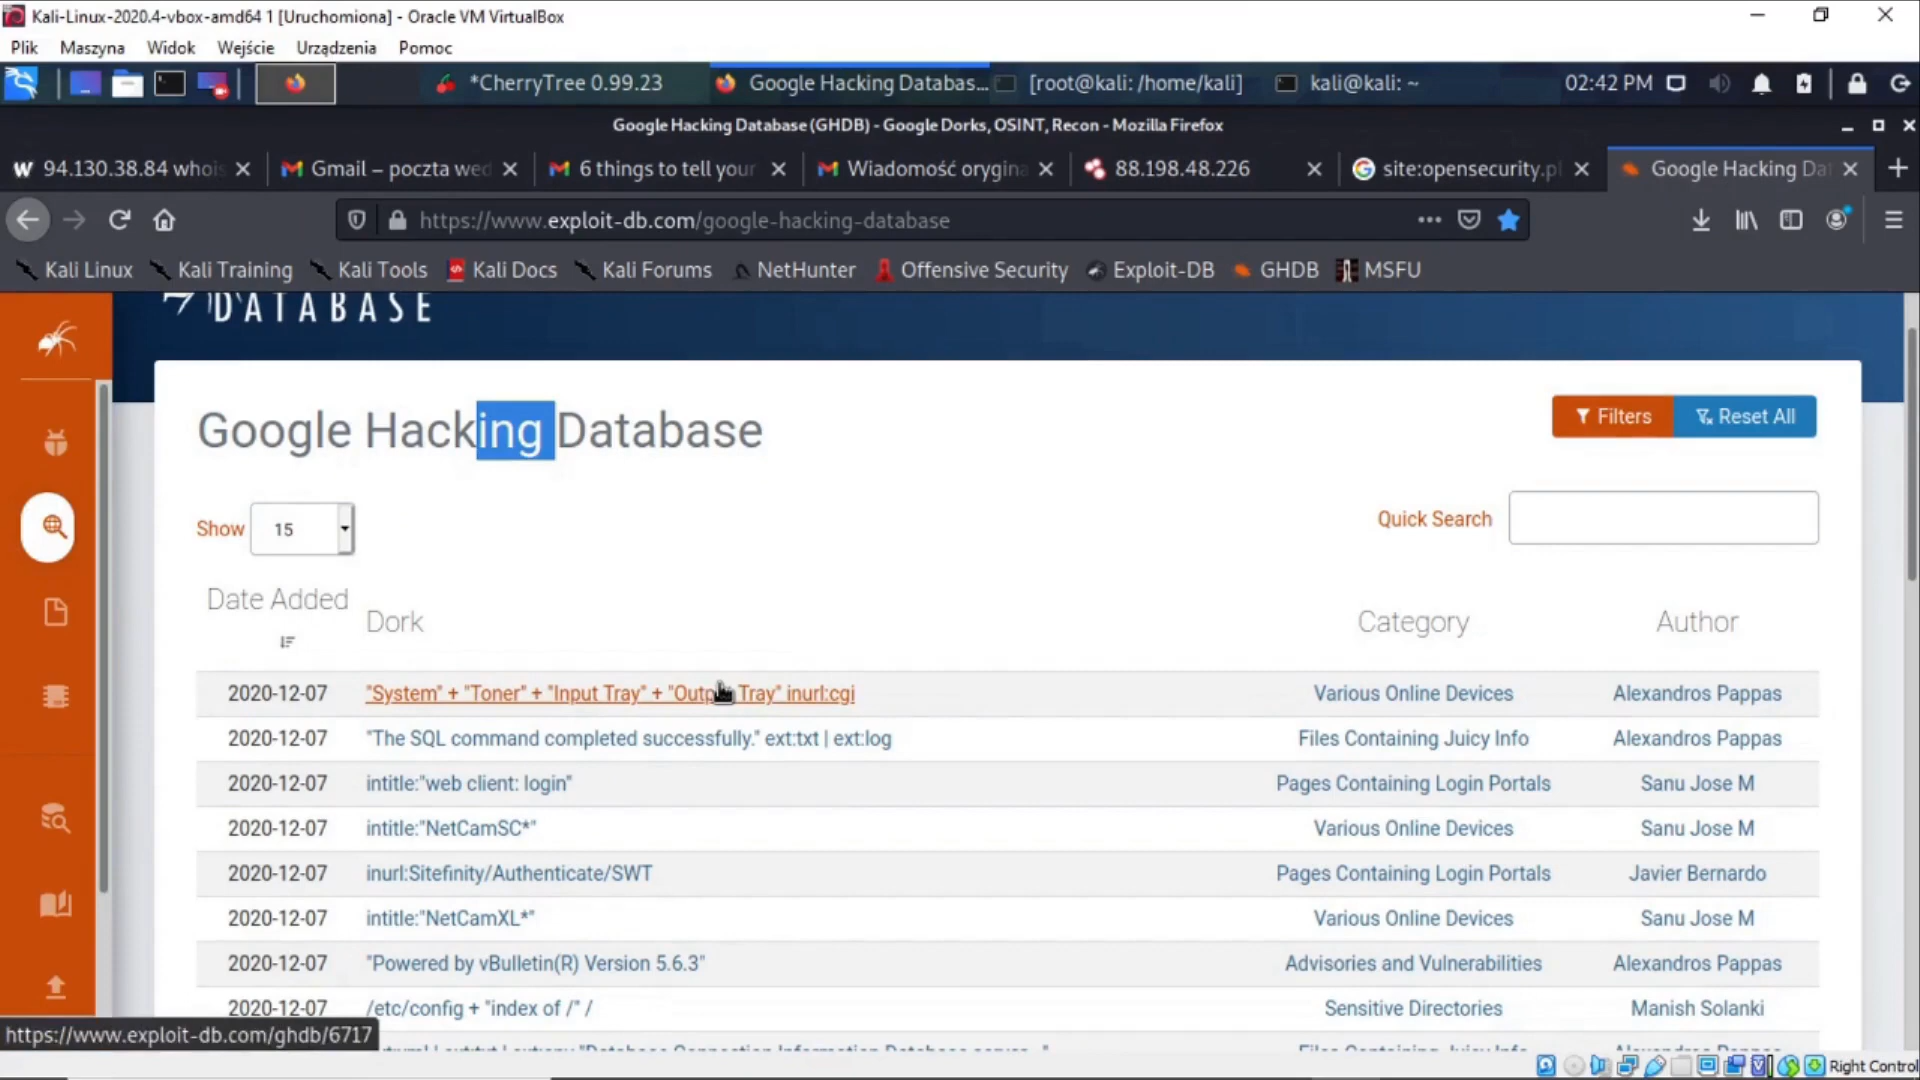 Kali-Linux-2020.4-vbox-amd64 1 [Uruchomiona] - Oracle VM VirtualBox
Plik Maszyna Widok Wejście Urządzenia Pomoc
*CherryTree 0.99.23 Google Hacking Databas... [root@kali: /home/kali] kali@kali: ~ 02:42 PM
Google Hacking Database (GHDB) - Google Dorks, OSINT, Recon - Mozilla Firefox
94.130.38.84 whois Gmail – poczta wed 6 things to tell your Wiadomość orygina 88.198.48.226 site:opensecurity.pl Google Hacking Dat
https://www.exploit-db.com/google-hacking-database
Kali Linux Kali Training Kali Tools Kali Docs Kali Forums NetHunter Offensive Security Exploit-DB GHDB MSFU
DATABASE
Google Hacking Database
Filters Reset All
Show 15 Quick Search
Date Added Dork Category Author
2020-12-07 "System" + "Toner" + "Input Tray" + "Output Tray" inurl:cgi Various Online Devices Alexandros Pappas
2020-12-07 "The SQL command completed successfully." ext:txt | ext:log Files Containing Juicy Info Alexandros Pappas
2020-12-07 intitle:"web client: login" Pages Containing Login Portals Sanu Jose M
2020-12-07 intitle:"NetCamSC*" Various Online Devices Sanu Jose M
2020-12-07 inurl:Sitefinity/Authenticate/SWT Pages Containing Login Portals Javier Bernardo
2020-12-07 intitle:"NetCamXL*" Various Online Devices Sanu Jose M
2020-12-07 "Powered by vBulletin(R) Version 5.6.3" Advisories and Vulnerabilities Alexandros Pappas
2020-12-07 /etc/config + "index of /" / Sensitive Directories Manish Solanki
https://www.exploit-db.com/ghdb/6717
Right Control